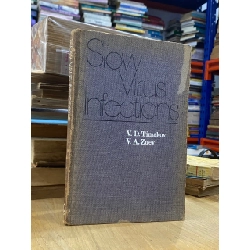 Slow
virus
infections
V. D. Timakov
V. A. Zuev